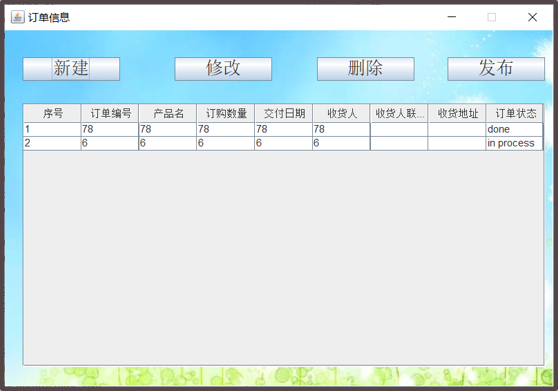 订单信息
新建 修改 删除 发布
序号 订单编号 产品名 订购数量 交付日期 收货人 收货人联... 收货地址 订单状态
1 78 78 78 78 78 done
2 6 6 6 6 6 in process